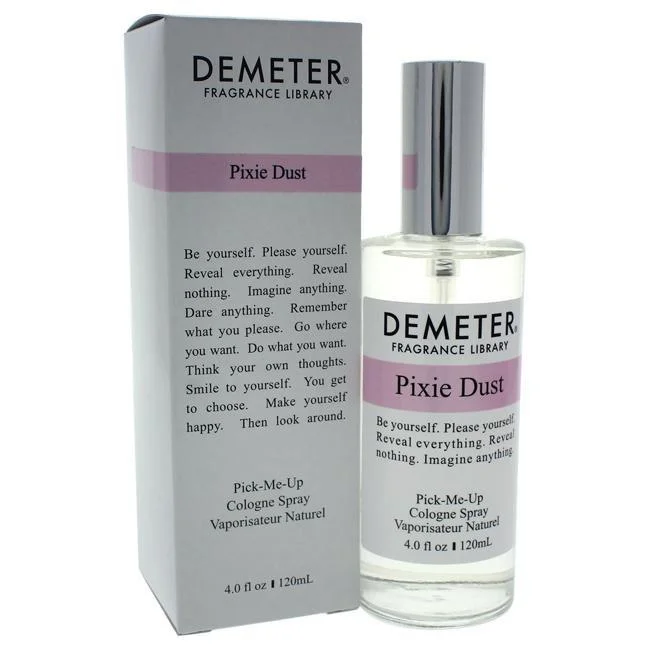 DEMETER®
FRAGRANCE LIBRARY
Pixie Dust
Be yourself. Please yourself.
Reveal everything. Reveal
nothing. Imagine anything.
Dare anything. Remember
what you please. Go where
you want. Do what you want.
Think your own thoughts.
Smile to yourself. You get
to choose. Make yourself
happy. Then look around.
Pick-Me-Up
Cologne Spray
Vaporisateur Naturel
4.0 fl oz ▮ 120mL
DEMETER®
FRAGRANCE LIBRARY
Pixie Dust
Be yourself. Please yourself.
Reveal everything. Reveal
nothing. Imagine anything.
Pick-Me-Up
Cologne Spray
Vaporisateur Naturel
4.0 fl oz ▮ 120mL